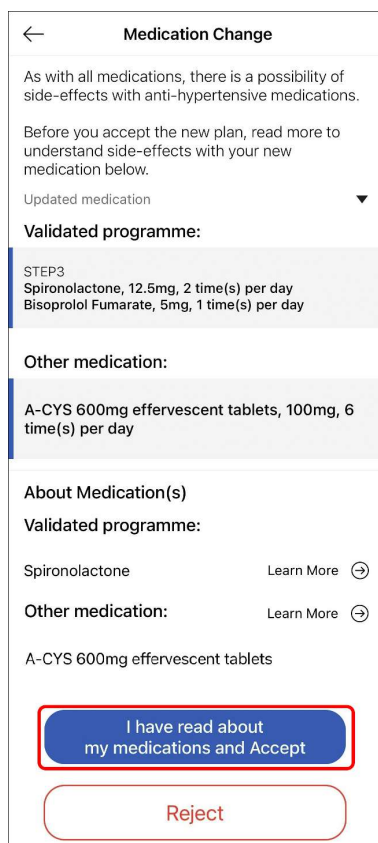 Medication Change
As with all medications, there is a possibility of
side-effects with anti-hypertensive medications.
Before you accept the new plan, read more to
understand side-effects with your new
medication below.
Updated medication
Validated programme:
STEP3
Spironolactone, 12.5mg, 2 time(s) per day
Bisoprolol Fumarate, 5mg, 1 time(s) per day
Other medication:
A-CYS 600mg effervescent tablets, 100mg, 6
time(s) per day
About Medication(s)
Validated programme:
Spironolactone Learn More
Other medication: Learn More
A-CYS 600mg effervescent tablets
I have read about
my medications and Accept
Reject